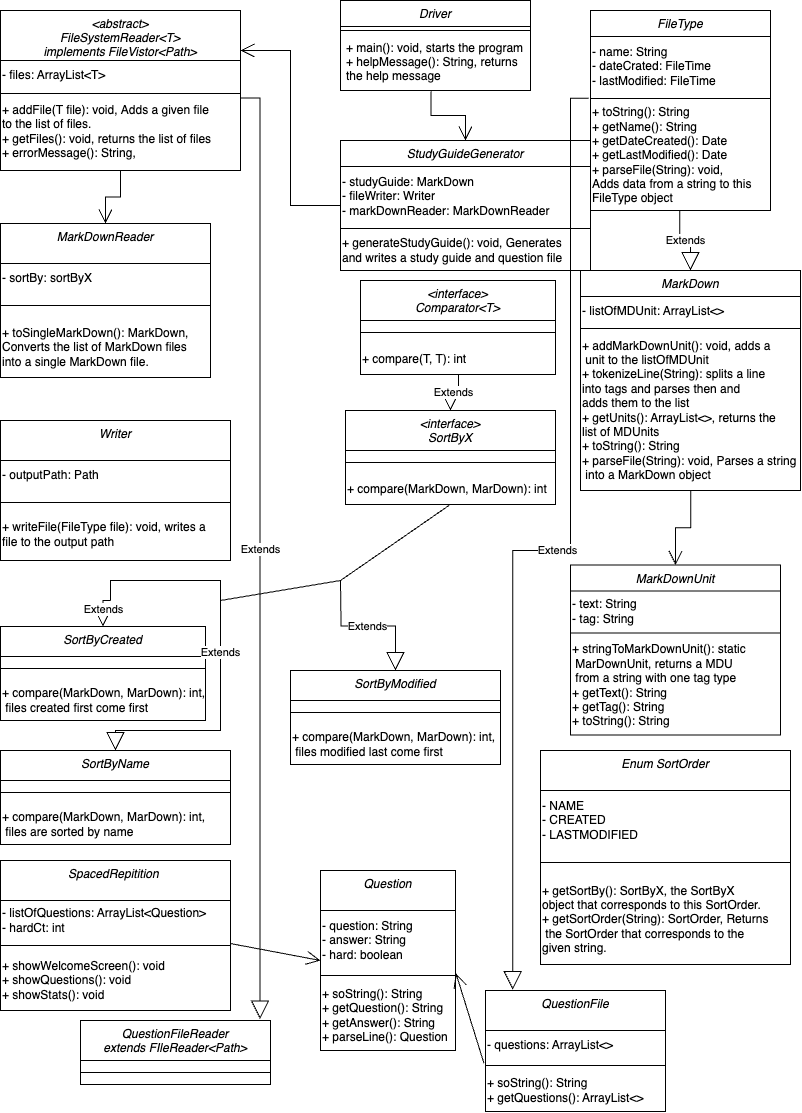 <abstract>
FileSystemReader<T>
implements FileVistor<Path>
- files: ArrayList<T>
+ addFile(T file): void, Adds a given file
to the list of files.
+ getFiles(): void, returns the list of files
+ errorMessage(): String,
Driver
+ main(): void, starts the program
+ helpMessage(): String, returns
the help message
FileType
- name: String
- dateCrated: FileTime
- lastModified: FileTime
+ toString(): String
+ getName(): String
+ getDateCreated(): Date
+ getLastModified(): Date
+ parseFile(String): void,
Adds data from a string to this
FileType object
StudyGuideGenerator
- studyGuide: MarkDown
- fileWriter: Writer
- markDownReader: MarkDownReader
+ generateStudyGuide(): void, Generates
and writes a study guide and question file
Extends
MarkDownReader
- sortBy: sortByX
+ toSingleMarkDown(): MarkDown,
Converts the list of MarkDown files
into a single MarkDown file.
<interface>
Comparator<T>
+ compare(T, T): int
Extends
MarkDown
- listOfMDUnit: ArrayList<>
+ addMarkDownUnit(): void, adds a
unit to the listOfMDUnit
+ tokenizeLine(String): splits a line
into tags and parses then and
adds them to the list
+ getUnits(): ArrayList<>, returns the
list of MDUnits
+ toString(): String
+ parseFile(String): void, Parses a string
into a MarkDown object
<interface>
SortByX
+ compare(MarkDown, MarDown): int
Writer
- outputPath: Path
+ writeFile(FileType file): void, writes a
file to the output path
Extends
Extends
MarkDownUnit
- text: String
- tag: String
+ stringToMarkDownUnit(): static
MarDownUnit, returns a MDU
from a string with one tag type
+ getText(): String
+ getTag(): String
+ toString(): String
Extends
SortByCreated
+ compare(MarkDown, MarDown): int,
files created first come first
Extends
Extends
SortByModified
+ compare(MarkDown, MarDown): int,
files modified last come first
SortByName
+ compare(MarkDown, MarDown): int,
files are sorted by name
Enum SortOrder
- NAME
- CREATED
- LASTMODIFIED
+ getSortBy(): SortByX, the SortByX
object that corresponds to this SortOrder.
+ getSortOrder(String): SortOrder, Returns
the SortOrder that corresponds to the
given string.
SpacedRepitition
- listOfQuestions: ArrayList<Question>
- hardCt: int
+ showWelcomeScreen(): void
+ showQuestions(): void
+ showStats(): void
Question
- question: String
- answer: String
- hard: boolean
+ soString(): String
+ getQuestion(): String
+ getAnswer(): String
+ parseLine(): Question
QuestionFile
- questions: ArrayList<>
+ soString(): String
+ getQuestions(): ArrayList<>
QuestionFileReader
extends FIleReader<Path>